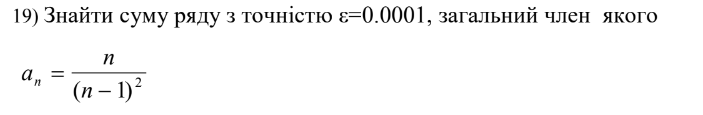 19) Знайти суму ряду з точністю ε=0.0001, загальний член якого
aₙ = n / (n − 1)²